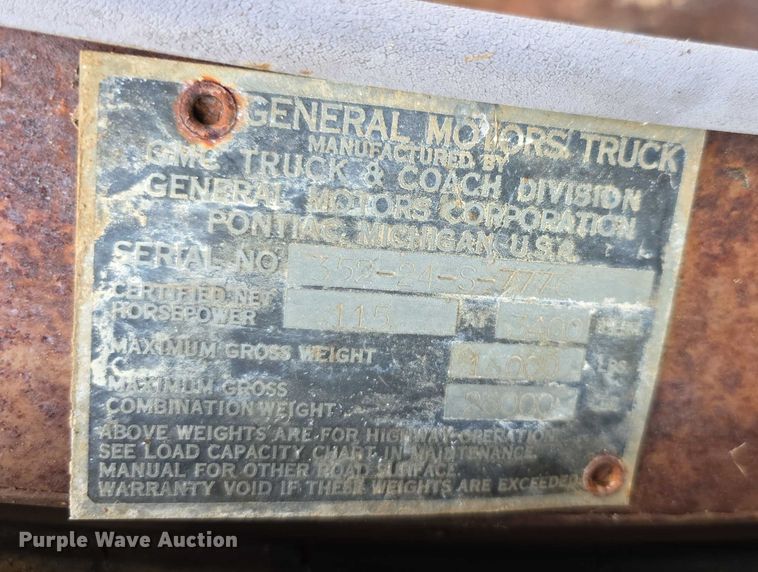 GENERAL MOTORS TRUCK
MANUFACTURED BY
GMC TRUCK & COACH DIVISION
GENERAL MOTORS CORPORATION
PONTIAC, MICHIGAN, U.S.A.
SERIAL NO
CERTIFIED NET
HORSEPOWER 115 AT
MAXIMUM GROSS WEIGHT LBS
MAXIMUM GROSS
COMBINATION WEIGHT
ABOVE WEIGHTS ARE FOR HIGHWAY OPERATION
SEE LOAD CAPACITY CHART IN MAINTENANCE
MANUAL FOR OTHER ROAD SURFACE
WARRANTY VOID IF THESE WEIGHTS ARE EXCEEDED
Purple Wave Auction